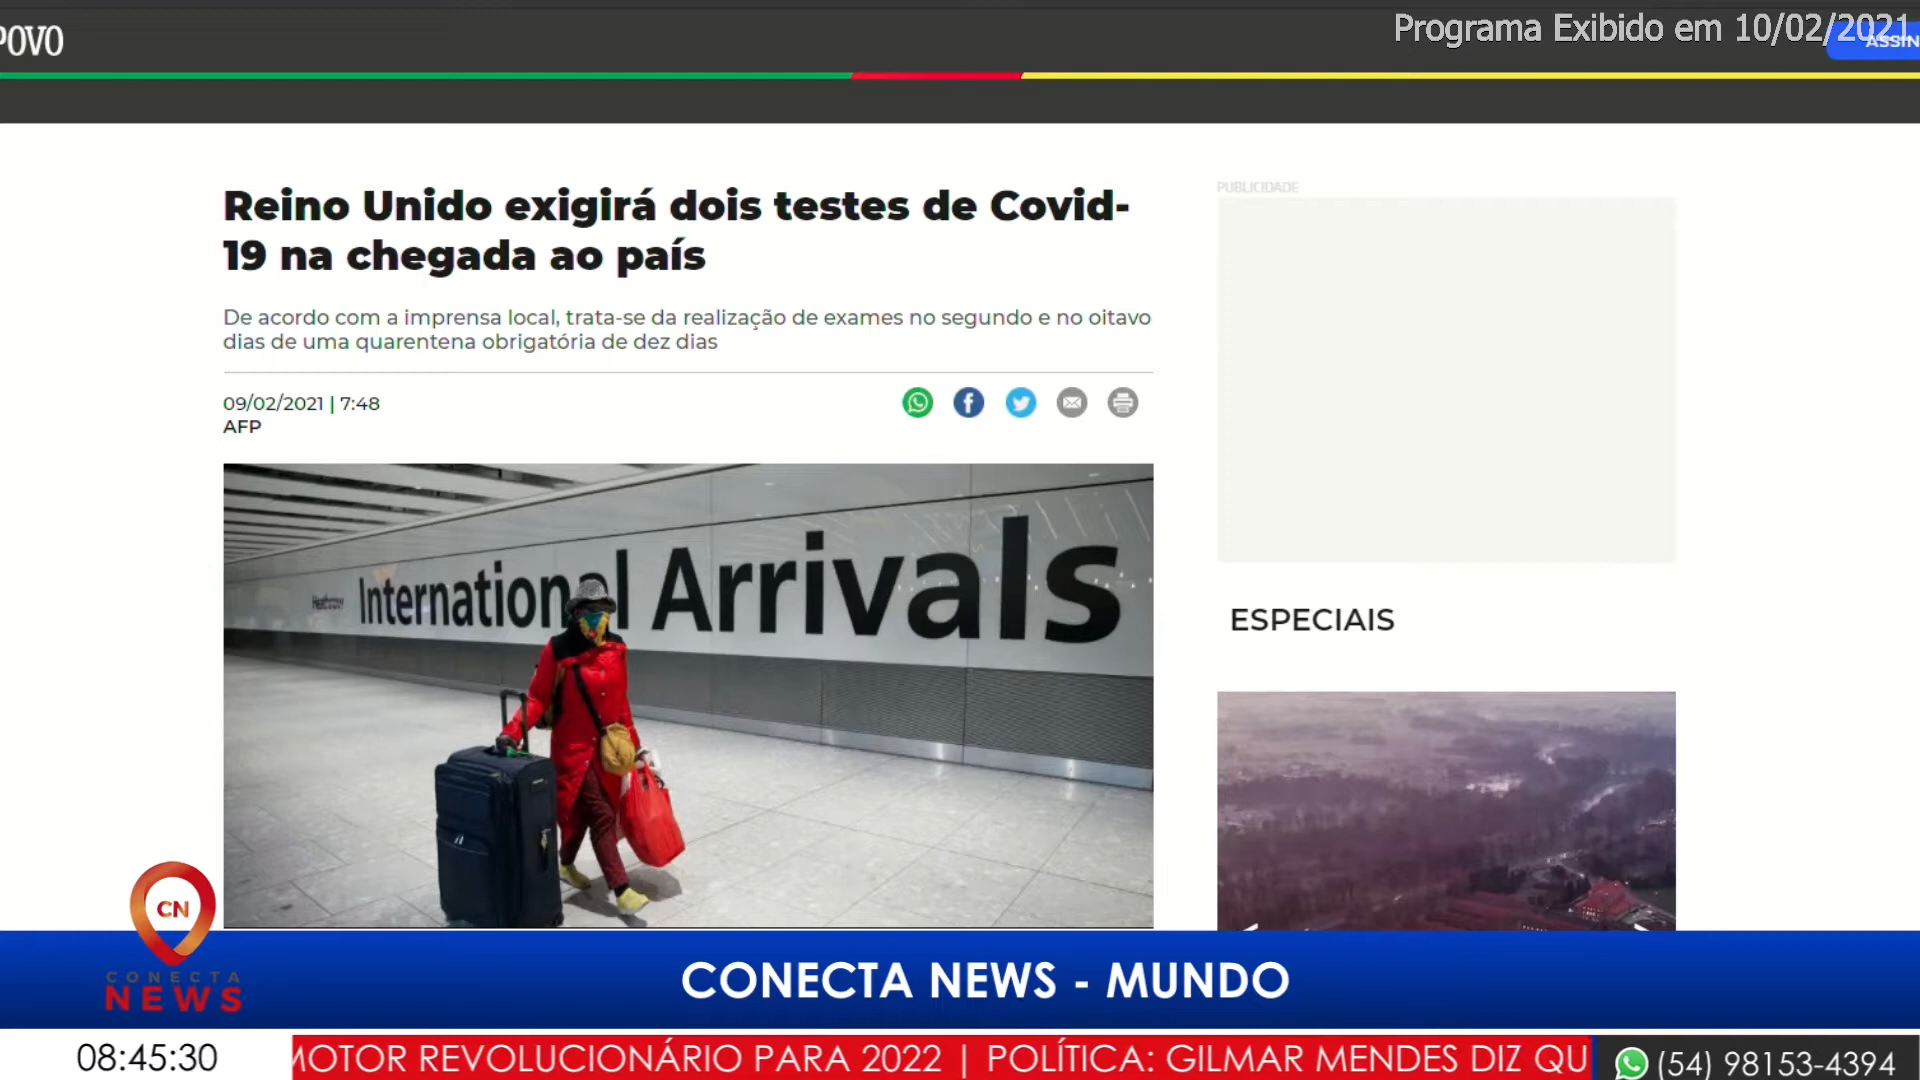 POVO
Programa Exibido em 10/02/2021
ASSIN
Reino Unido exigirá dois testes de Covid-
19 na chegada ao país
De acordo com a imprensa local, trata-se da realização de exames no segundo e no oitavo
dias de uma quarentena obrigatória de dez dias
09/02/2021 | 7:48
AFP
PUBLICIDADE
International Arrivals
ESPECIAIS
CN
CONECTA
NEWS
CONECTA NEWS - MUNDO
08:45:30
MOTOR REVOLUCIONÁRIO PARA 2022 | POLÍTICA: GILMAR MENDES DIZ QU
(54) 98153-4394